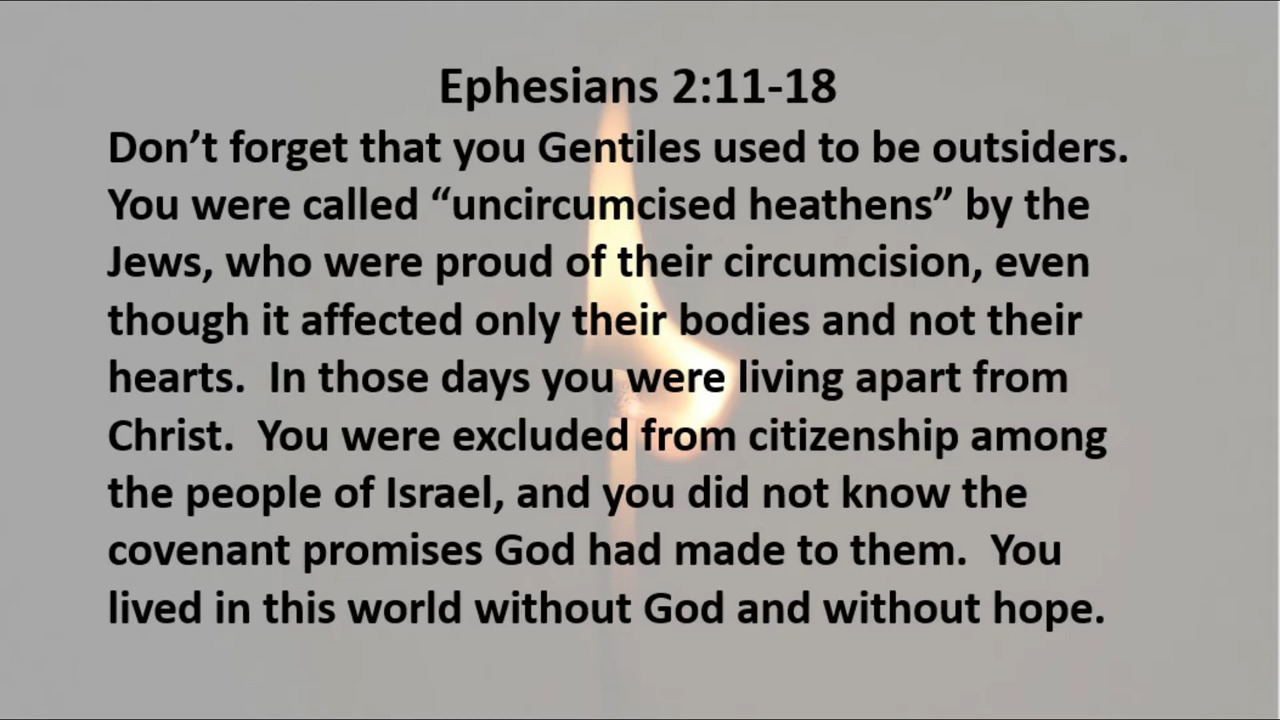 Ephesians 2:11-18
Don’t forget that you Gentiles used to be outsiders.
You were called “uncircumcised heathens” by the
Jews, who were proud of their circumcision, even
though it affected only their bodies and not their
hearts.  In those days you were living apart from
Christ.  You were excluded from citizenship among
the people of Israel, and you did not know the
covenant promises God had made to them.  You
lived in this world without God and without hope.